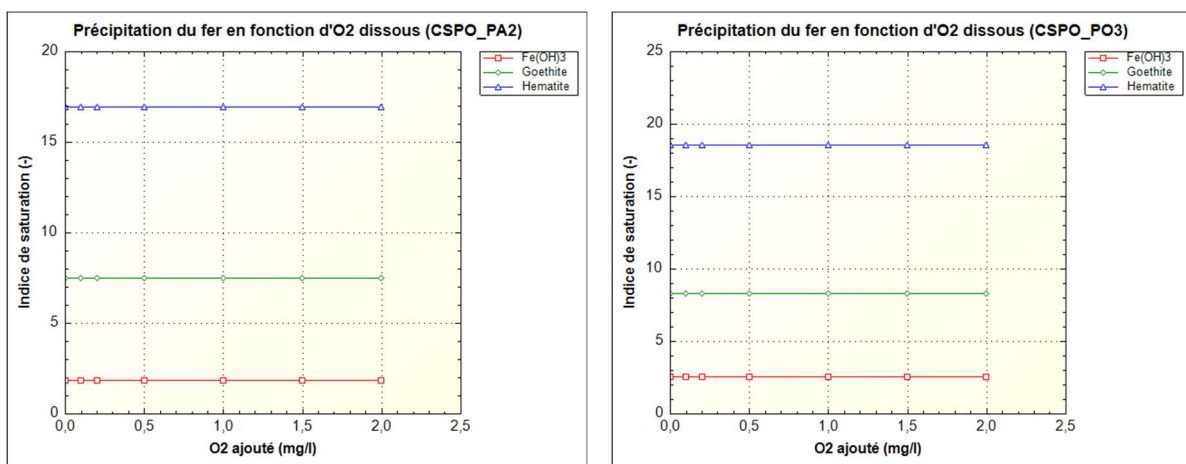 Précipitation du fer en fonction d'O2 dissous (CSPO_PA2)
Fe(OH)3
Goethite
Hematite
Indice de saturation (-)
20
15
10
5
0
0,0 0,5 1,0 1,5 2,0 2,5
O2 ajouté (mg/l)
Précipitation du fer en fonction d'O2 dissous (CSPO_PO3)
Fe(OH)3
Goethite
Hematite
Indice de saturation (-)
25
20
15
10
5
0
0,0 0,5 1,0 1,5 2,0 2,5
O2 ajouté (mg/l)